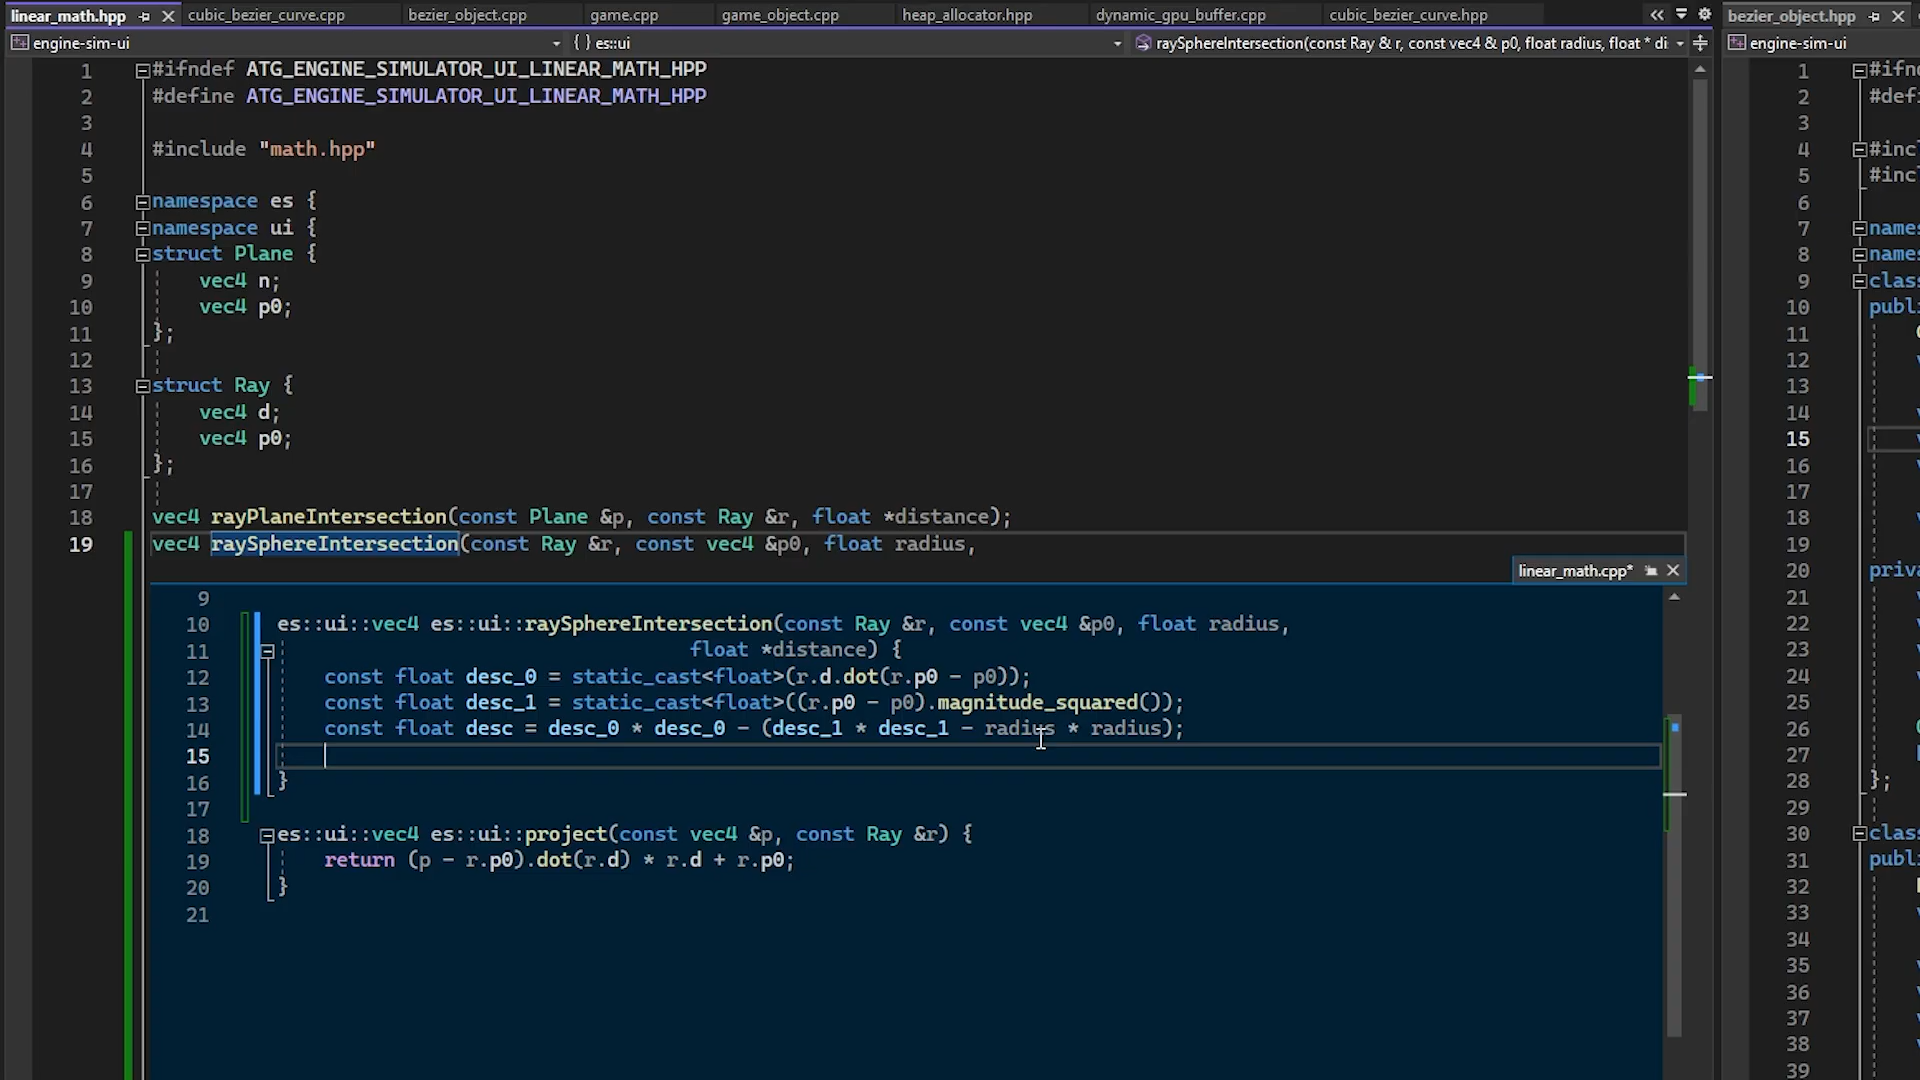 linear_math.hpp cubic_bezier_curve.cpp bezier_object.cpp game.cpp game_object.cpp heap_allocator.hpp dynamic_gpu_buffer.cpp cubic_bezier_curve.hpp
engine-sim-ui { } es::ui raySphereIntersection(const Ray & r, const vec4 & p0, float radius, float * di
1 #ifndef ATG_ENGINE_SIMULATOR_UI_LINEAR_MATH_HPP
2 #define ATG_ENGINE_SIMULATOR_UI_LINEAR_MATH_HPP
3
4 #include "math.hpp"
5
6 namespace es {
7 namespace ui {
8 struct Plane {
9 vec4 n;
10 vec4 p0;
11 };
12
13 struct Ray {
14 vec4 d;
15 vec4 p0;
16 };
17
18 vec4 rayPlaneIntersection(const Plane &p, const Ray &r, float *distance);
19 vec4 raySphereIntersection(const Ray &r, const vec4 &p0, float radius,
linear_math.cpp*
9
10 es::ui::vec4 es::ui::raySphereIntersection(const Ray &r, const vec4 &p0, float radius,
11 float *distance) {
12 const float desc_0 = static_cast<float>(r.d.dot(r.p0 - p0));
13 const float desc_1 = static_cast<float>((r.p0 - p0).magnitude_squared());
14 const float desc = desc_0 * desc_0 - (desc_1 * desc_1 - radius * radius);
15
16 }
17
18 es::ui::vec4 es::ui::project(const vec4 &p, const Ray &r) {
19 return (p - r.p0).dot(r.d) * r.d + r.p0;
20 }
21
bezier_object.hpp
engine-sim-ui
1 #ifn
2 #defi
3
4 #incl
5 #incl
6
7 names
8 names
9 class
10 publi
11
12
13
14
15
16
17
18
19
20 priva
21
22
23
24
25
26
27
28 };
29
30 class
31 publi
32
33
34
35
36
37
38
39